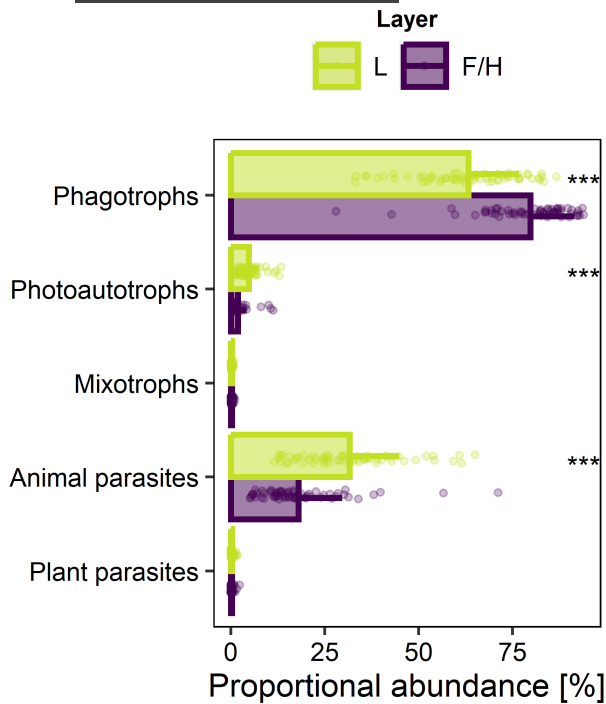 Layer
L F/H
Phagotrophs ***
Photoautotrophs ***
Mixotrophs
Animal parasites ***
Plant parasites
0 25 50 75
Proportional abundance [%]